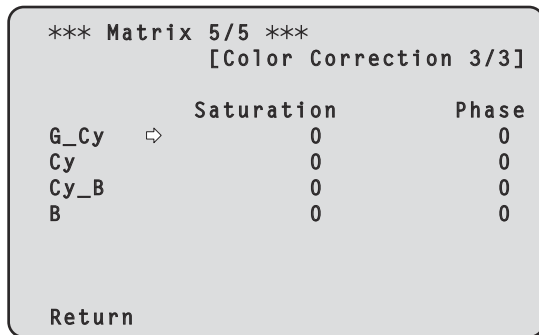 *** Matrix 5/5 ***
[Color Correction 3/3]
Saturation Phase
G_Cy ⇨ 0 0
Cy 0 0
Cy_B 0 0
B 0 0
Return